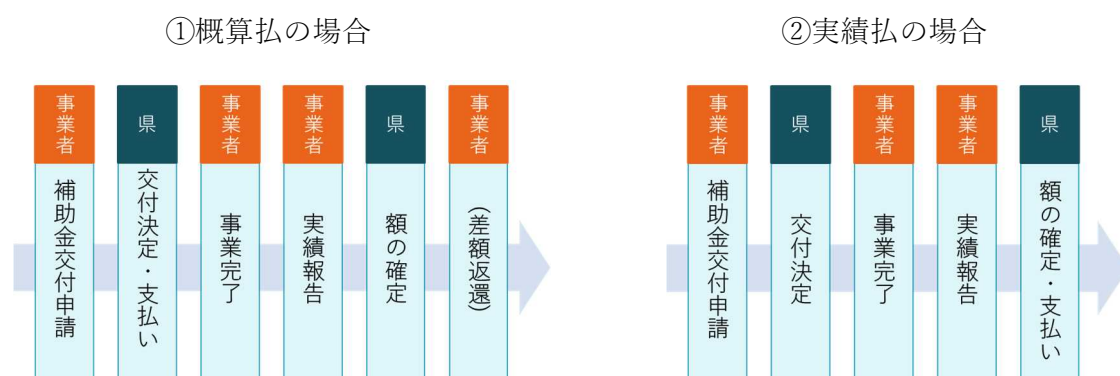 ①概算払の場合
事業者
補助金交付申請
県
交付決定・支払い
事業者
事業完了
事業者
実績報告
県
額の確定
事業者
(差額返還)
②実績払の場合
事業者
補助金交付申請
県
交付決定
事業者
事業完了
事業者
実績報告
県
額の確定・支払い